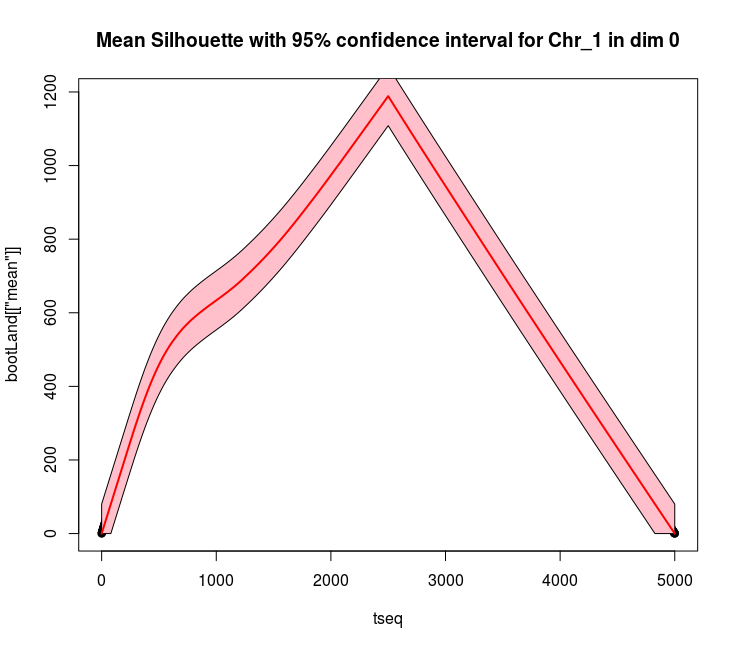 Mean Silhouette with 95% confidence interval for Chr_1 in dim 0
bootLand[["mean"]]
1200
1000
800
600
400
200
0
0 1000 2000 3000 4000 5000
tseq